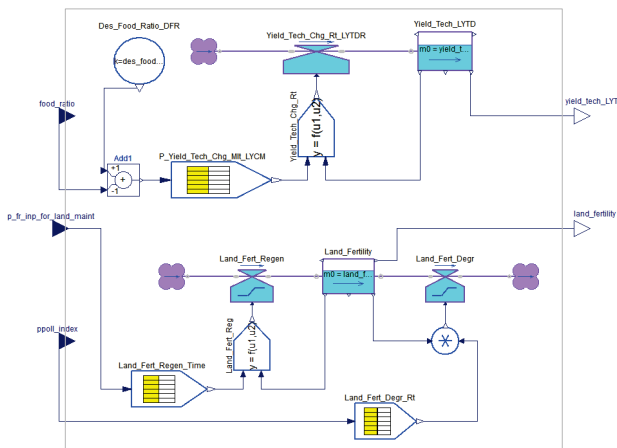 Des_Food_Ratio_DFR
Yield_Tech_Chg_Rt_LYTDR
Yield_Tech_LYTD
k=des_food...
m0 = yield_t...
food_ratio
yield_tech_LYT
Yield_Tech_Chg_Rt
y = f(u1,u2)
Add1
P_Yield_Tech_Chg_Mlt_LYCM
+1
+
-1
p_fr_inp_for_land_maint
land_fertility
Land_Fert_Regen
Land_Fertility
Land_Fert_Degr
m0 = land_f...
ppoll_index
Land_Fert_Reg
y = f(u1,u2)
Land_Fert_Regen_Time
Land_Fert_Degr_Rt